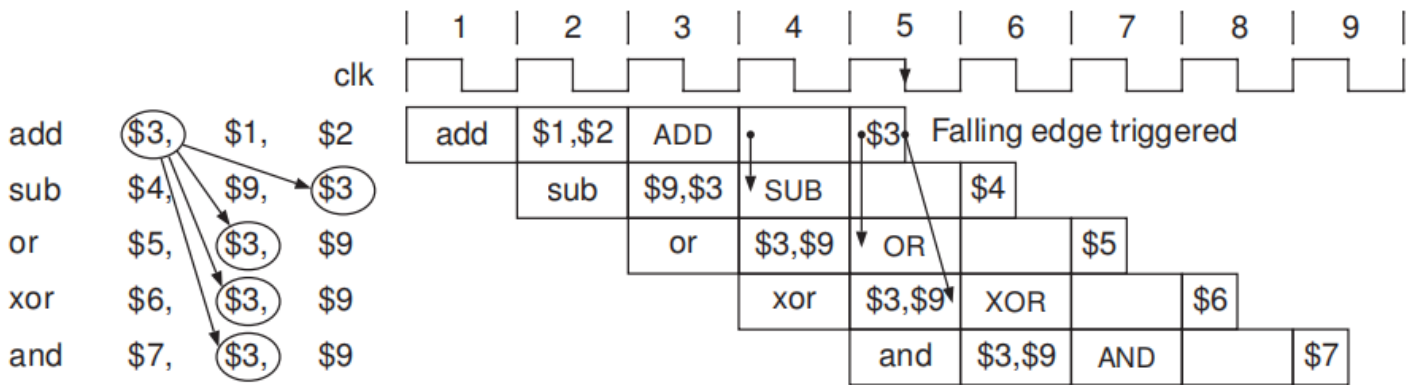 1 2 3 4 5 6 7 8 9
clk
add $3, $1, $2 add $1,$2 ADD $3 Falling edge triggered
sub $4, $9, $3 sub $9,$3 SUB $4
or $5, $3, $9 or $3,$9 OR $5
xor $6, $3, $9 xor $3,$9 XOR $6
and $7, $3, $9 and $3,$9 AND $7